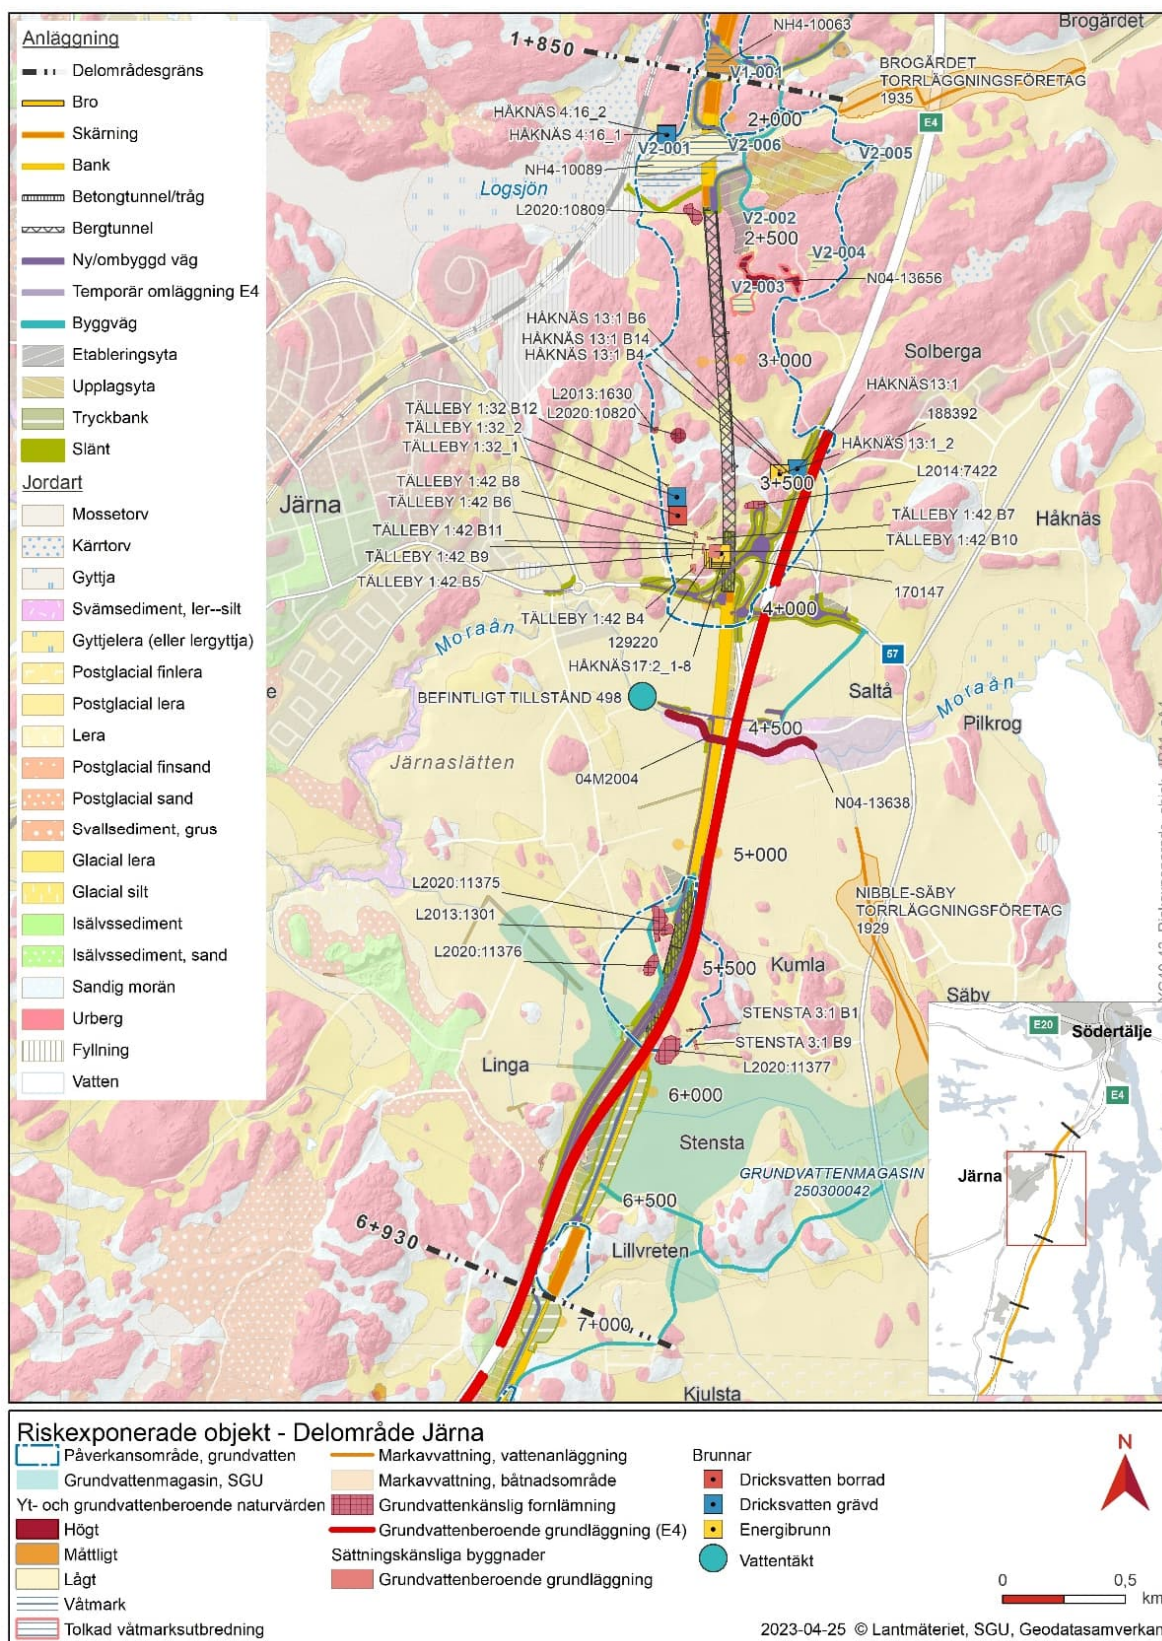 Anläggning
Delområdesgräns
Bro
Skärning
Bank
Betongtunnel/tråg
Bergtunnel
Ny/ombyggd väg
Temporär omläggning E4
Byggväg
Etableringsyta
Upplagsyta
Tryckbank
Slänt
Jordart
Mossetorv
Kärrtorv
Gyttja
Svämsediment, ler--silt
Gyttjelera (eller lergyttja)
Postglacial finlera
Postglacial lera
Lera
Postglacial finsand
Postglacial sand
Svallsediment, grus
Glacial lera
Glacial silt
Isälvssediment
Isälvssediment, sand
Sandig morän
Urberg
Fyllning
Vatten
Brogärdet
NH4-10063
1+850
V1-001
BROGÄRDET
TORRLÄGGNINGSFÖRETAG
1935
E4
HÅKNÄS 4:16_2
HÅKNÄS 4:16_1
2+000
V2-001
V2-006
V2-005
NH4-10089
Logsjön
L2020:10809
V2-002
2+500
V2-004
N04-13656
V2-003
HÅKNÄS 13:1 B6
HÅKNÄS 13:1 B14
HÅKNÄS 13:1 B4
3+000
Solberga
L2013:1630
HÅKNÄS13:1
TÄLLEBY 1:32 B12
L2020:10820
188392
TÄLLEBY 1:32_2
TÄLLEBY 1:32_1
HÅKNÄS 13:1_2
L2014:7422
3+500
TÄLLEBY 1:42 B8
TÄLLEBY 1:42 B6
Järna
TÄLLEBY 1:42 B7
Håknäs
TÄLLEBY 1:42 B11
TÄLLEBY 1:42 B10
TÄLLEBY 1:42 B9
TÄLLEBY 1:42 B5
170147
4+000
TÄLLEBY 1:42 B4
Moraån
129220
HÅKNÄS17:2_1-8
57
BEFINTLIGT TILLSTÅND 498
Saltå
Moraån
Pilkrog
4+500
Järnaslätten
04M2004
N04-13638
5+000
L2020:11375
L2013:1301
L2020:11376
NIBBLE-SÄBY
TORRLÄGGNINGSFÖRETAG
1929
5+500
Kumla
Säby
STENSTA 3:1 B1
STENSTA 3:1 B9
L2020:11377
Linga
6+000
Stensta
GRUNDVATTENMAGASIN
250300042
6+500
6+930
Lillvreten
7+000
Kjulsta
E20
Södertälje
E4
Järna
Riskexponerade objekt - Delområde Järna
Påverkansområde, grundvatten
Grundvattenmagasin, SGU
Yt- och grundvattenberoende naturvärden
Högt
Måttligt
Lågt
Våtmark
Tolkad våtmarksutbredning
Markavvattning, vattenanläggning
Markavvattning, båtnadsområde
Grundvattenkänslig fornlämning
Grundvattenberoende grundläggning (E4)
Sättningskänsliga byggnader
Grundvattenberoende grundläggning
Brunnar
Dricksvatten borrad
Dricksvatten grävd
Energibrunn
Vattentäkt
N
0 0,5
km
2023-04-25 © Lantmäteriet, SGU, Geodatasamverkan